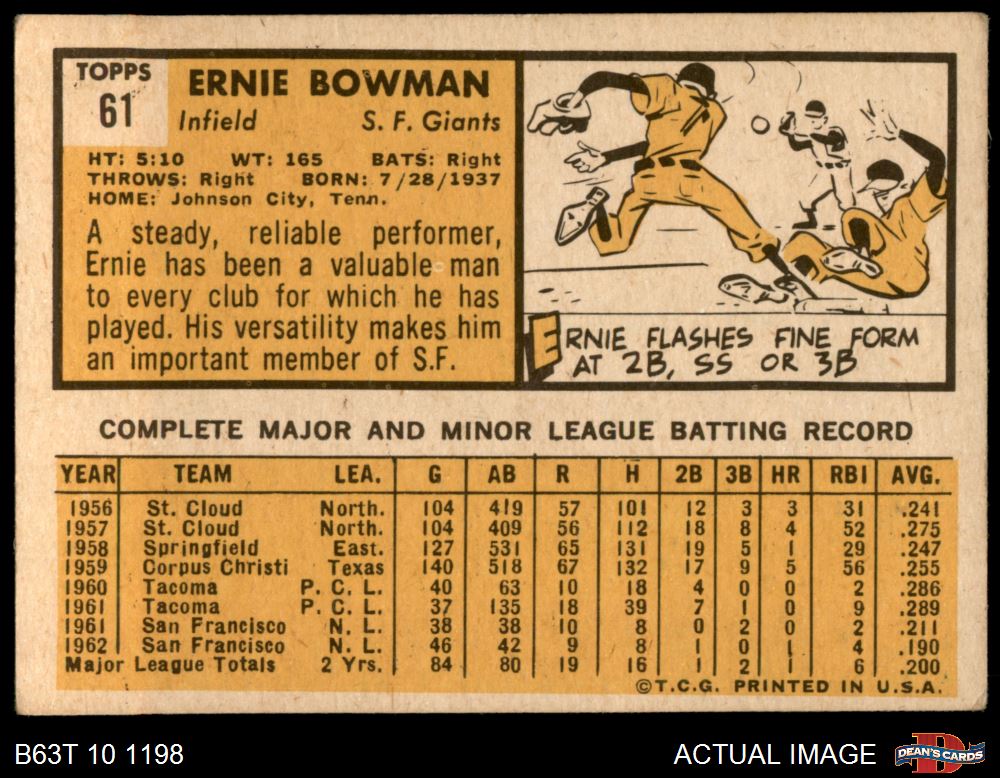 TOPPS
61
ERNIE BOWMAN
Infield S. F. Giants
HT: 5:10 WT: 165 BATS: Right
THROWS: Right BORN: 7/28/1937
HOME: Johnson City, Tenn.
A steady, reliable performer,
Ernie has been a valuable man
to every club for which he has
played. His versatility makes him
an important member of S.F.
ERNIE FLASHES FINE FORM
AT 2B, SS OR 3B
COMPLETE MAJOR AND MINOR LEAGUE BATTING RECORD
YEAR TEAM LEA. G AB R H 2B 3B HR RBI AVG.
1956 St. Cloud North. 104 419 57 101 12 3 3 31 .241
1957 St. Cloud North. 104 409 56 112 18 8 4 52 .275
1958 Springfield East. 127 531 65 131 19 5 1 29 .247
1959 Corpus Christi Texas 140 518 67 132 17 9 5 56 .255
1960 Tacoma P. C. L. 40 63 10 18 4 0 0 2 .286
1961 Tacoma P. C. L. 37 135 18 39 7 1 0 9 .289
1961 San Francisco N. L. 38 38 10 8 0 2 0 2 .211
1962 San Francisco N. L. 46 42 9 8 1 0 1 4 .190
Major League Totals 2 Yrs. 84 80 19 16 1 2 1 6 .200
©T.C.G. PRINTED IN U.S.A.
B63T 10 1198 ACTUAL IMAGE
D
DEAN'S CARDS